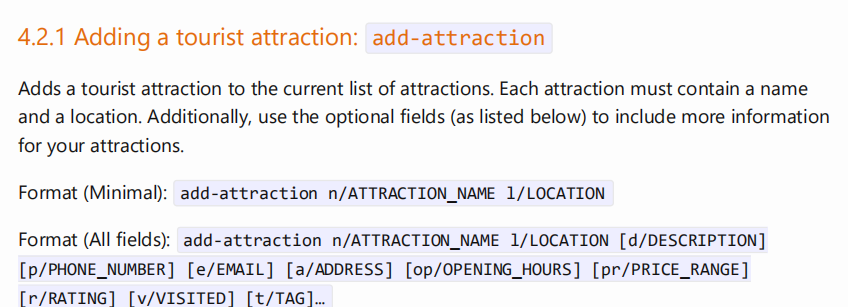 4.2.1 Adding a tourist attraction: add-attraction
Adds a tourist attraction to the current list of attractions. Each attraction must contain a name
and a location. Additionally, use the optional fields (as listed below) to include more information
for your attractions.
Format (Minimal): add-attraction n/ATTRACTION_NAME l/LOCATION
Format (All fields): add-attraction n/ATTRACTION_NAME l/LOCATION [d/DESCRIPTION]
[p/PHONE_NUMBER] [e/EMAIL] [a/ADDRESS] [op/OPENING_HOURS] [pr/PRICE_RANGE]
[r/RATING] [v/VISITED] [t/TAG]…